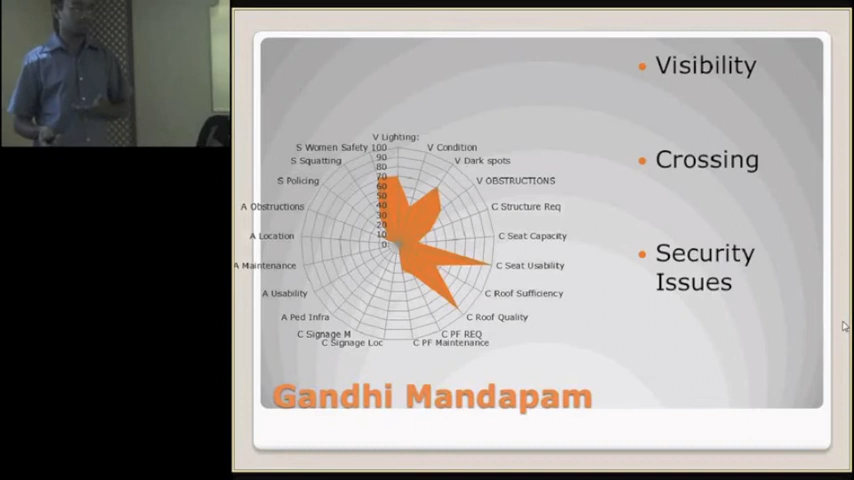 Visibility
Crossing
Security
Issues
V Lighting:
S Women Safety
V Condition
S Squatting
V Dark spots
S Policing
V OBSTRUCTIONS
A Obstructions
C Structure Req
A Location
C Seat Capacity
A Maintenance
C Seat Usability
A Usability
C Roof Sufficiency
A Ped Infra
C Roof Quality
C Signage M
C PF REQ
C Signage Loc
C PF Maintenance
100
90
80
70
60
50
40
30
20
10
0
Gandhi Mandapam